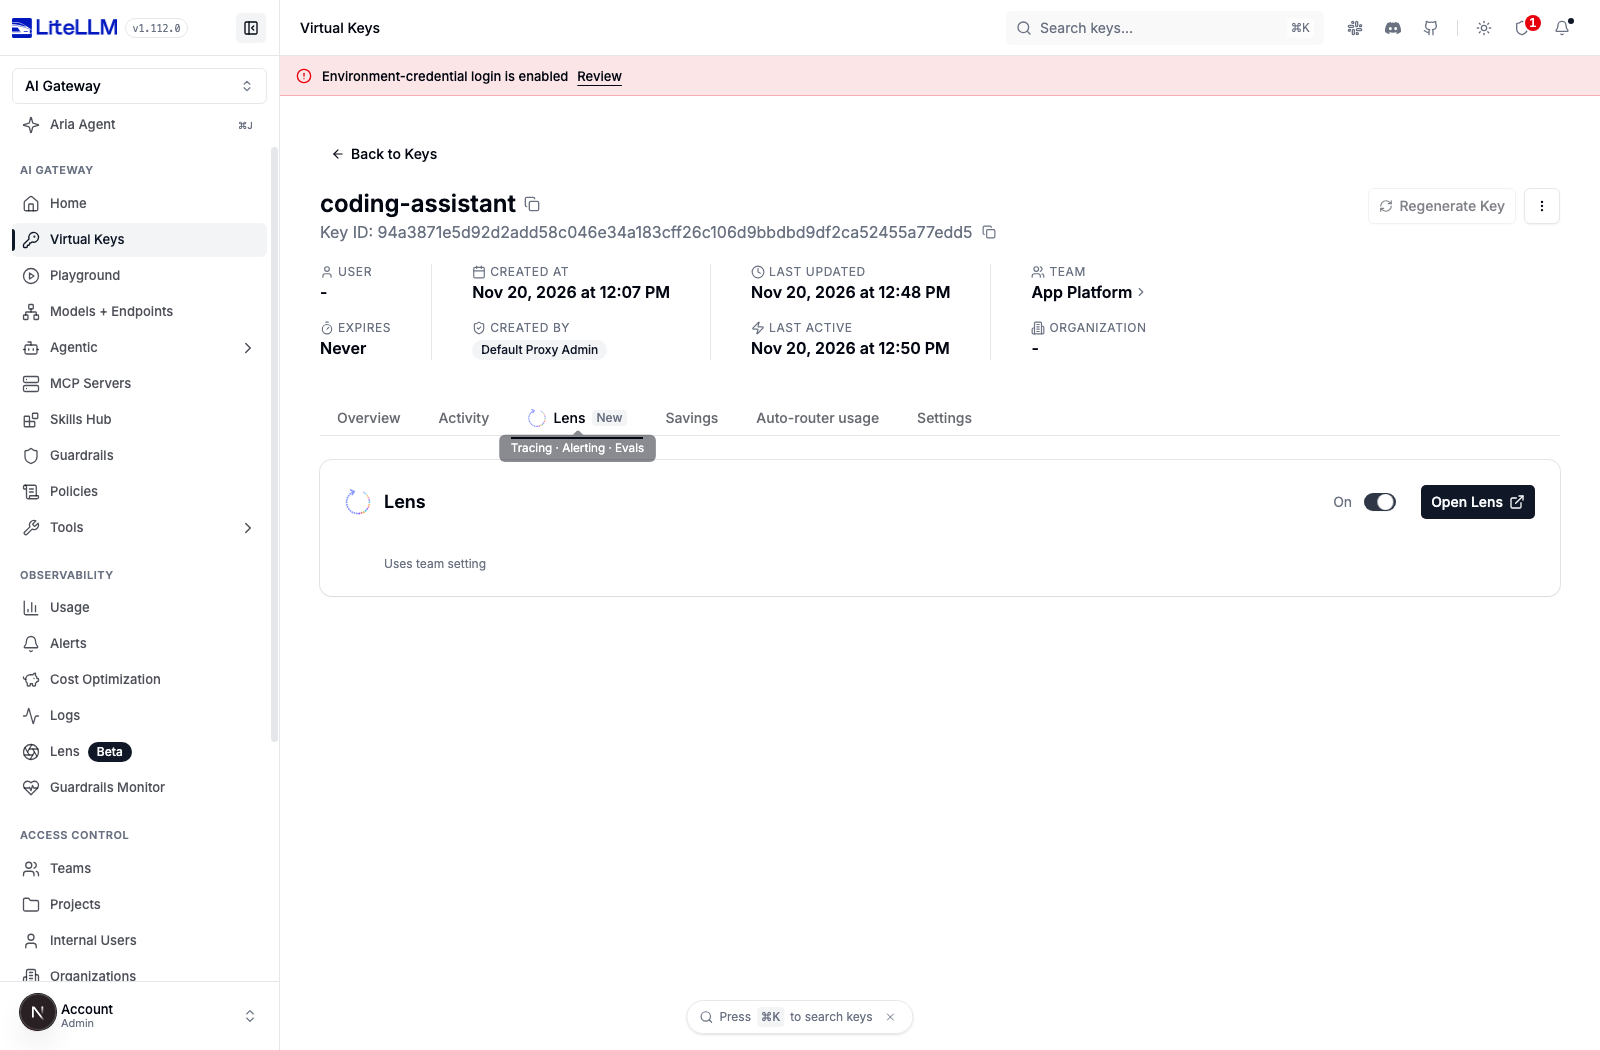 LiteLLM v1.112.0
Virtual Keys
Search keys... ⌘K
1
AI Gateway
Environment-credential login is enabled Review
Aria Agent ⌘J
AI GATEWAY
Home
Virtual Keys
Playground
Models + Endpoints
Agentic
MCP Servers
Skills Hub
Guardrails
Policies
Tools
OBSERVABILITY
Usage
Alerts
Cost Optimization
Logs
Lens Beta
Guardrails Monitor
ACCESS CONTROL
Teams
Projects
Internal Users
Organizations
N
Account
Admin
Back to Keys
coding-assistant
Key ID: 94a3871e5d92d2add58c046e34a183cff26c106d9bbdbd9df2ca52455a77edd5
Regenerate Key
USER CREATED AT LAST UPDATED TEAM
- Nov 20, 2026 at 12:07 PM Nov 20, 2026 at 12:48 PM App Platform
EXPIRES CREATED BY LAST ACTIVE ORGANIZATION
Never Default Proxy Admin Nov 20, 2026 at 12:50 PM -
Overview Activity Lens New Savings Auto-router usage Settings
Tracing · Alerting · Evals
Lens On Open Lens
Uses team setting
Press ⌘K to search keys